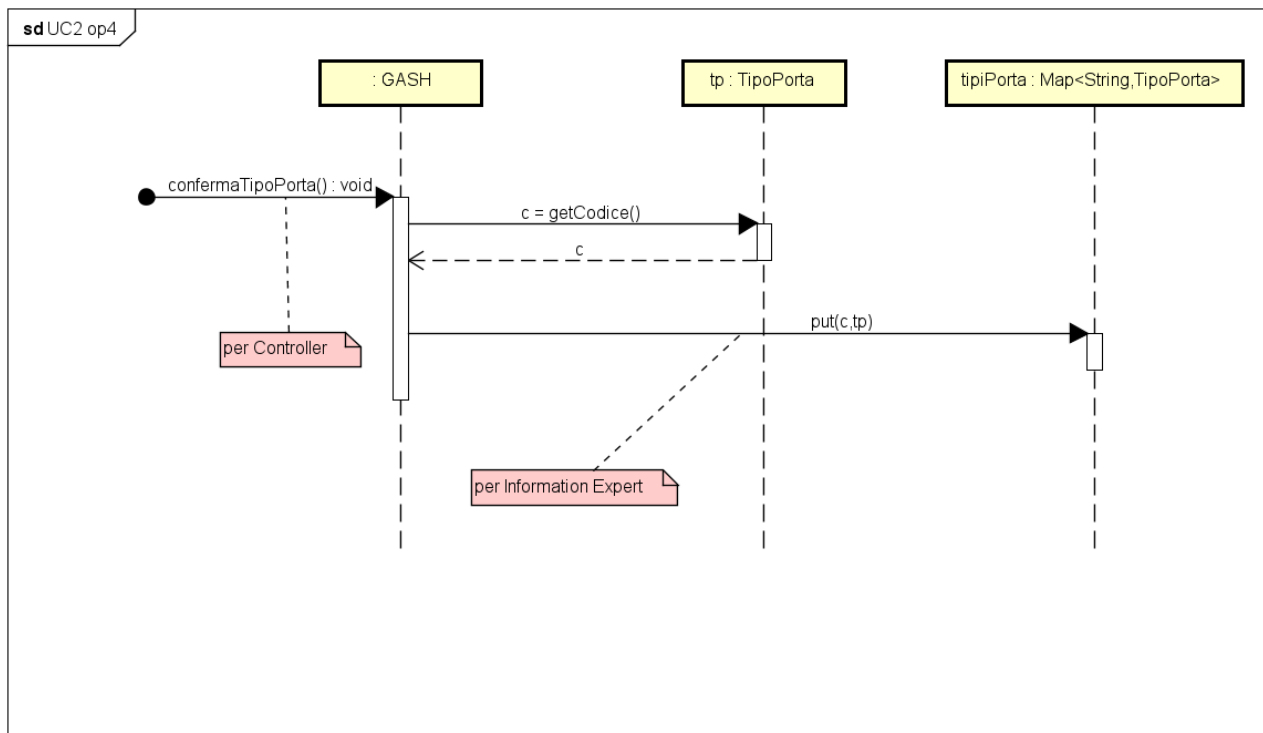 sd UC2 op4
: GASH
tp : TipoPorta
tipiPorta : Map<String,TipoPorta>
confermaTipoPorta() : void
c = getCodice()
c
put(c,tp)
per Controller
per Information Expert